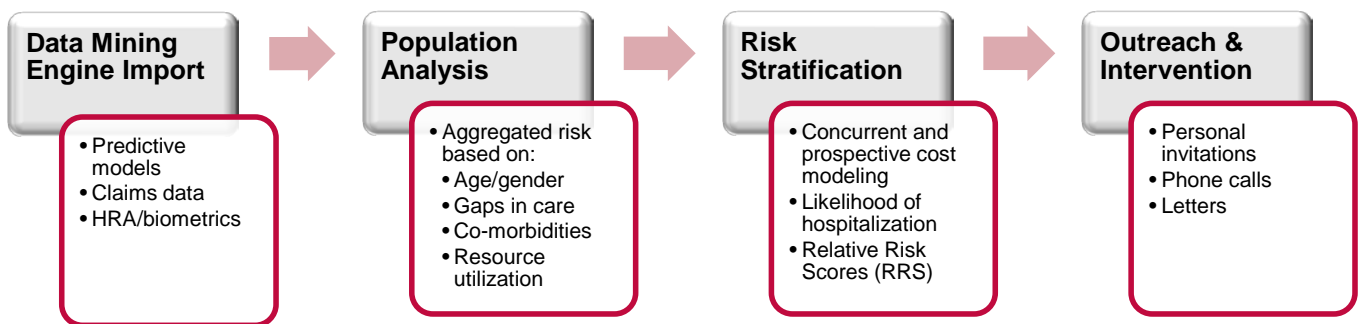 Data Mining
Engine Import
• Predictive
models
• Claims data
• HRA/biometrics
Population
Analysis
• Aggregated risk
based on:
• Age/gender
• Gaps in care
• Co-morbidities
• Resource
utilization
Risk
Stratification
• Concurrent and
prospective cost
modeling
• Likelihood of
hospitalization
• Relative Risk
Scores (RRS)
Outreach &
Intervention
• Personal
invitations
• Phone calls
• Letters